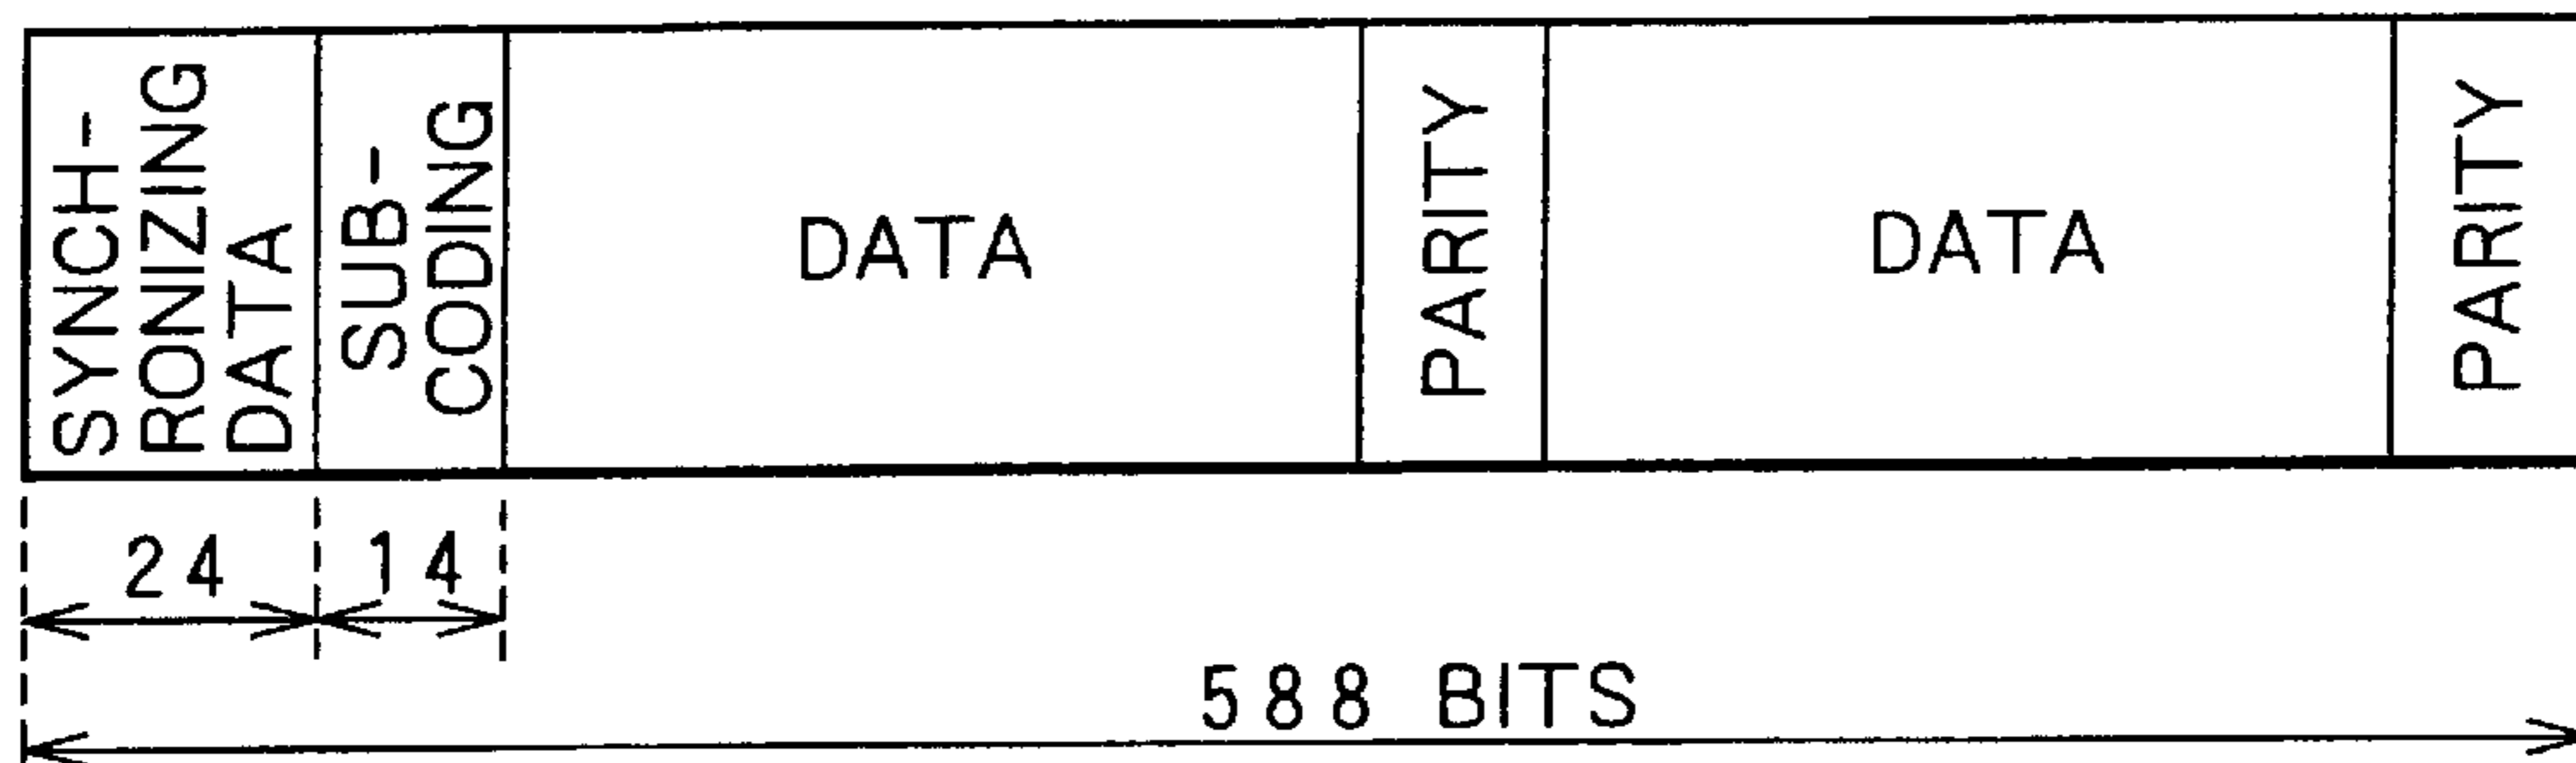 SYNCH-
RONIZING
DATA
SUB-
CODING
DATA
PARITY
DATA
PARITY
24
14
588 BITS